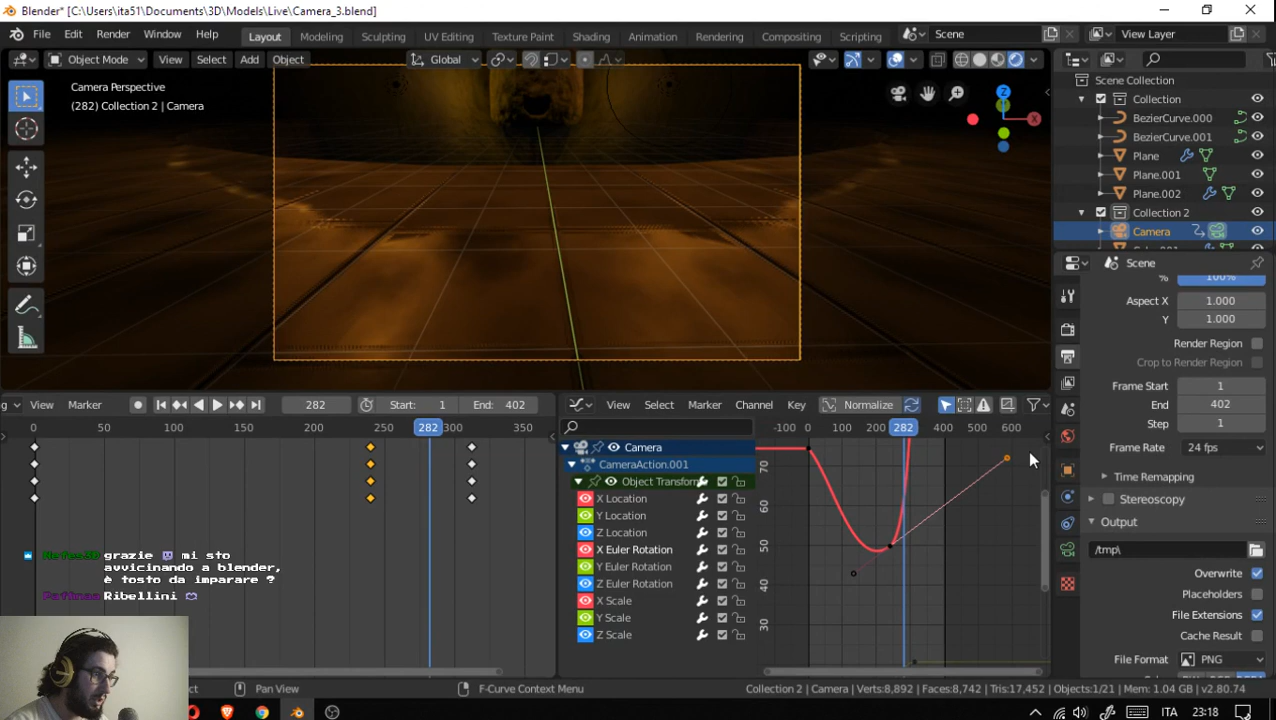 Blender* [C:\Users\ita51\Documents\3D\Models\Live\Camera_3.blend]
File Edit Render Window Help Layout Modeling Sculpting UV Editing Texture Paint Shading Animation Rendering Compositing Scripting Scene View Layer
Object Mode View Select Add Object Global
Camera Perspective
(282) Collection 2 | Camera
Z
X
Scene Collection
Collection
BezierCurve.000
BezierCurve.001
Plane
Plane.001
Plane.002
Collection 2
Camera
Scene
% 100%
Aspect X 1.000
Y 1.000
Render Region
Crop to Render Region
Frame Start 1
End 402
Step 1
Frame Rate 24 fps
Time Remapping
Stereoscopy
Output
/tmp\
Overwrite
Placeholders
File Extensions
Cache Result
File Format PNG
g View Marker 282 Start: 1 End: 402
0 50 100 150 200 250 282 300 350
View Select Marker Channel Key Normalize
-100 0 100 200 282 400 500 600
Camera
CameraAction.001
Object Transform
X Location
Y Location
Z Location
X Euler Rotation
Y Euler Rotation
Z Euler Rotation
X Scale
Y Scale
Z Scale
70
60
50
40
30
grazie mi sto
avvicinando a blender,
è tosto da imparare ?
Ribellini
ct Pan View F-Curve Context Menu Collection 2 | Camera | Verts:8,892 | Faces:8,742 | Tris:17,452 | Objects:1/21 | Mem: 1.04 GB | v2.80.74
ITA 23:18